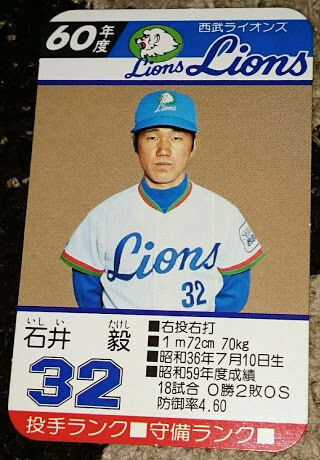 60年度
西武ライオンズ
Lions Lions
Lions
32
いしい たけし
石井 毅
32
■右投右打
■1m72cm 70kg
■昭和36年7月10日生
■昭和59年度成績
18試合 0勝2敗0S
防御率4.60
投手ランク■守備ランク■